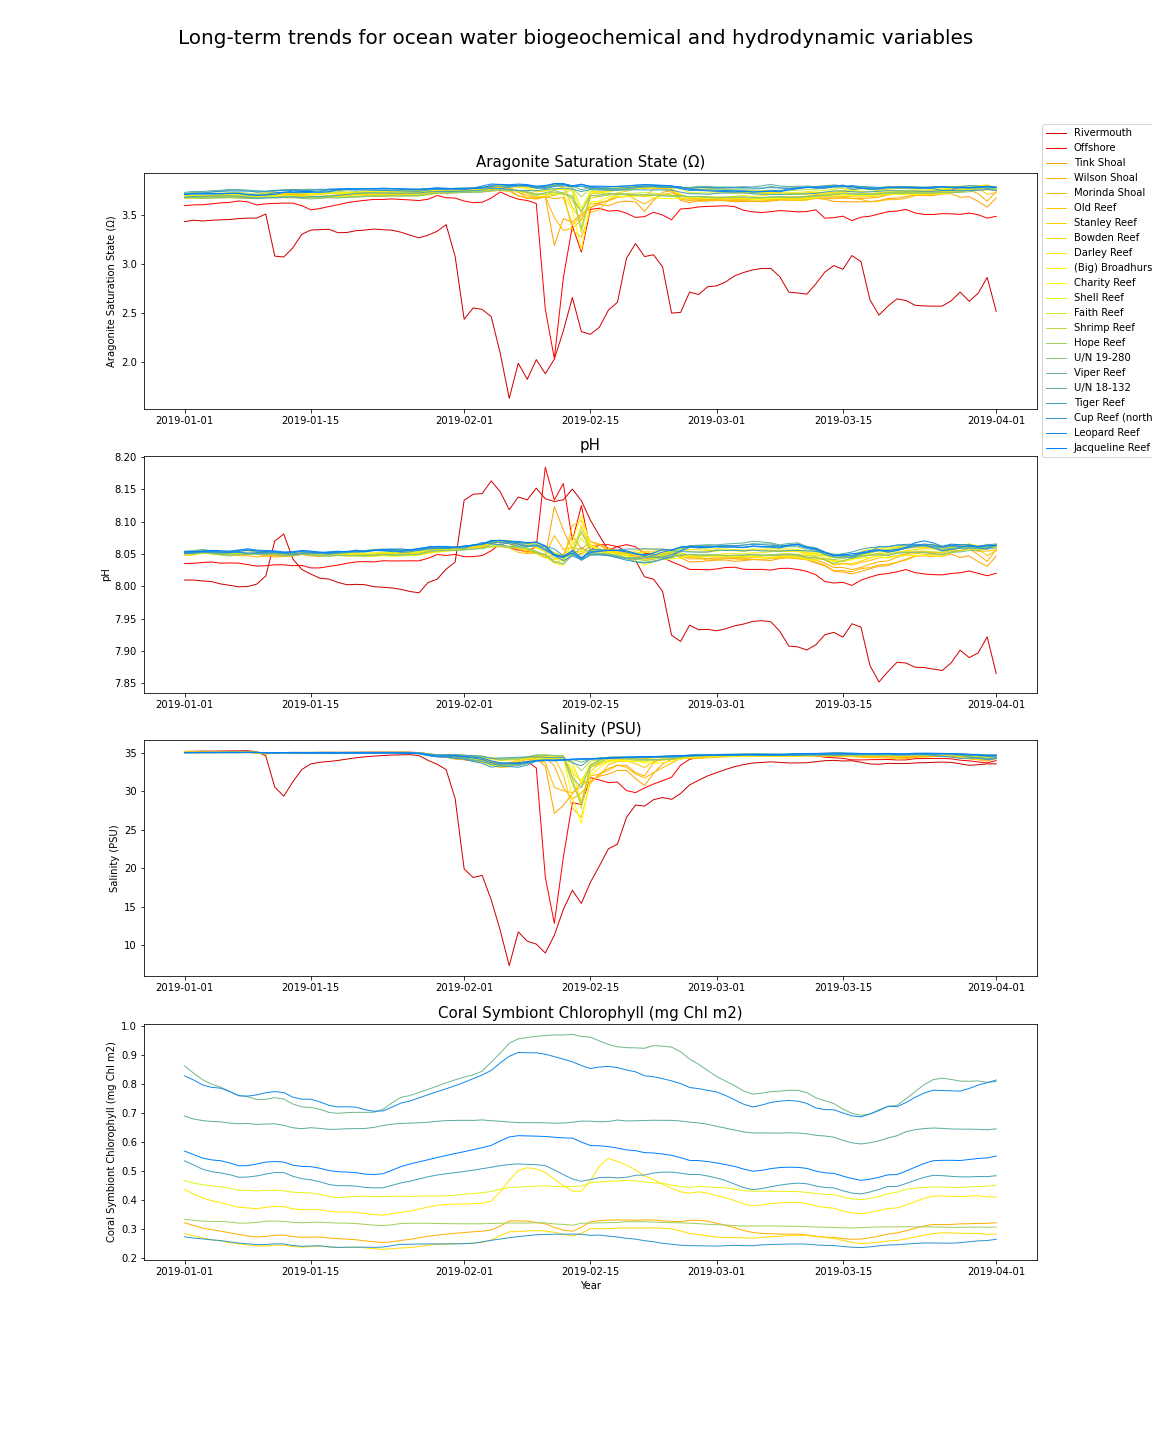 Long-term trends for ocean water biogeochemical and hydrodynamic variables
Aragonite Saturation State (Ω)
Aragonite Saturation State (Ω)
3.5
3.0
2.5
2.0
2019-01-01 2019-01-15 2019-02-01 2019-02-15 2019-03-01 2019-03-15 2019-04-01
Rivermouth
Offshore
Tink Shoal
Wilson Shoal
Morinda Shoal
Old Reef
Stanley Reef
Bowden Reef
Darley Reef
(Big) Broadhurs
Charity Reef
Shell Reef
Faith Reef
Shrimp Reef
Hope Reef
U/N 19-280
Viper Reef
U/N 18-132
Tiger Reef
Cup Reef (north
Leopard Reef
Jacqueline Reef
pH
pH
8.20
8.15
8.10
8.05
8.00
7.95
7.90
7.85
2019-01-01 2019-01-15 2019-02-01 2019-02-15 2019-03-01 2019-03-15 2019-04-01
Salinity (PSU)
Salinity (PSU)
35
30
25
20
15
10
2019-01-01 2019-01-15 2019-02-01 2019-02-15 2019-03-01 2019-03-15 2019-04-01
Coral Symbiont Chlorophyll (mg Chl m2)
Coral Symbiont Chlorophyll (mg Chl m2)
1.0
0.9
0.8
0.7
0.6
0.5
0.4
0.3
0.2
2019-01-01 2019-01-15 2019-02-01 2019-02-15 2019-03-01 2019-03-15 2019-04-01
Year